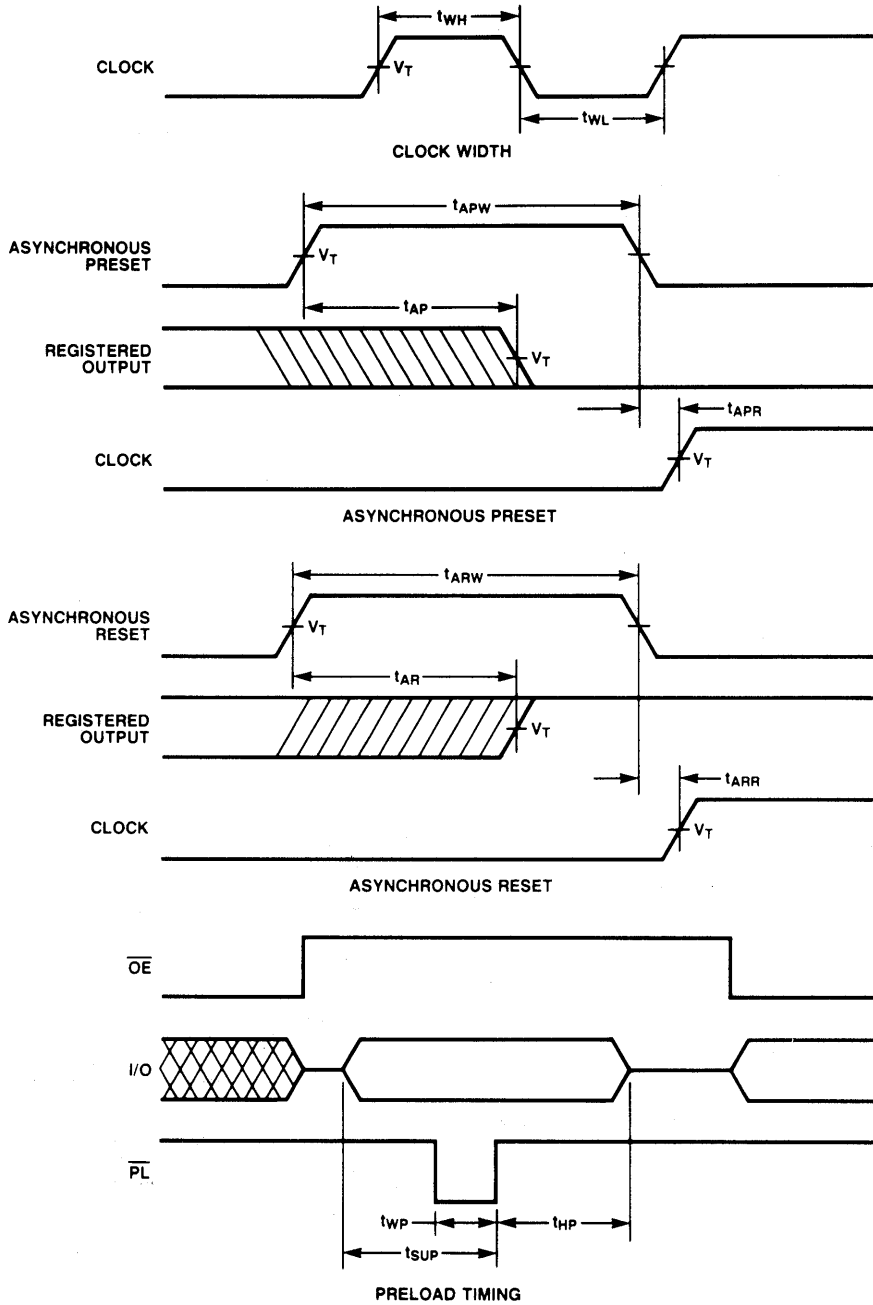 tWH
CLOCK
VT
tWL
CLOCK WIDTH
tAPW
ASYNCHRONOUS
PRESET
VT
tAP
REGISTERED
OUTPUT
VT
tAPR
CLOCK
VT
ASYNCHRONOUS PRESET
tARW
ASYNCHRONOUS
RESET
VT
tAR
REGISTERED
OUTPUT
VT
tARR
CLOCK
VT
ASYNCHRONOUS RESET
OE
I/O
PL
tWP
tHP
tSUP
PRELOAD TIMING